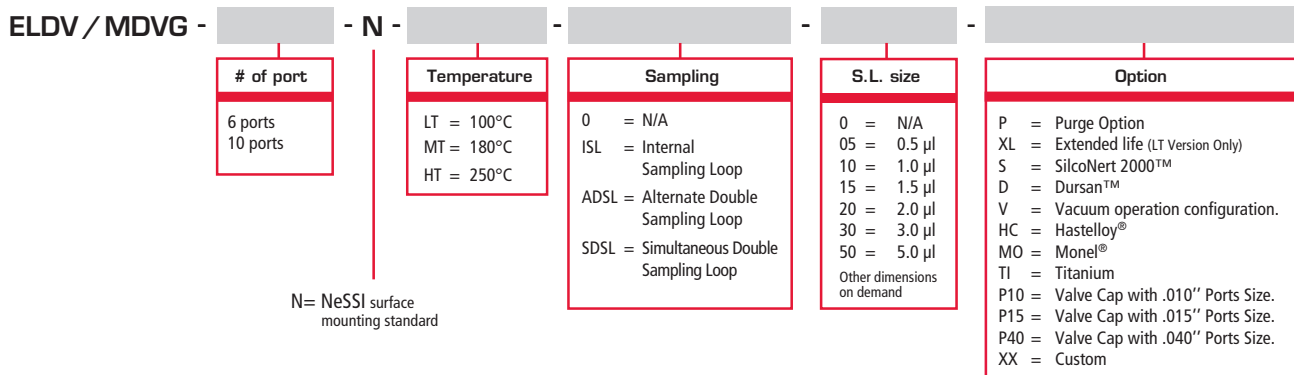 ELDV / MDVG - - N - - - -
# of port
6 ports
10 ports
N= NeSSI surface
mounting standard
Temperature
LT = 100°C
MT = 180°C
HT = 250°C
Sampling
0 = N/A
ISL = Internal
Sampling Loop
ADSL = Alternate Double
Sampling Loop
SDSL = Simultaneous Double
Sampling Loop
S.L. size
0 = N/A
05 = 0.5 µl
10 = 1.0 µl
15 = 1.5 µl
20 = 2.0 µl
30 = 3.0 µl
50 = 5.0 µl
Other dimensions
on demand
Option
P = Purge Option
XL = Extended life (LT Version Only)
S = SilcoNert 2000™
D = Dursan™
V = Vacuum operation configuration.
HC = Hastelloy®
MO = Monel®
TI = Titanium
P10 = Valve Cap with .010'' Ports Size.
P15 = Valve Cap with .015'' Ports Size.
P40 = Valve Cap with .040'' Ports Size.
XX = Custom